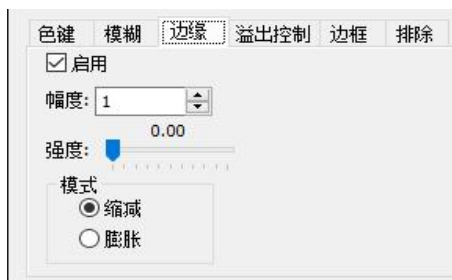 色键 模糊 边缘 溢出控制 边框 排除
启用
幅度: 1
0.00
强度:
模式
缩减
膨胀